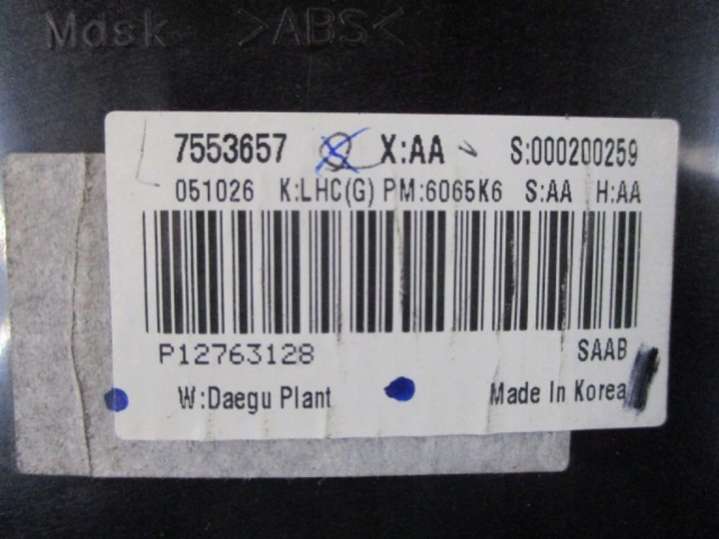 Mask >ABS<
7553657 X:AA S:000200259
051026 K:LHC(G) PM:6065K6 S:AA H:AA
P12763128 SAAB
W:Daegu Plant Made In Korea